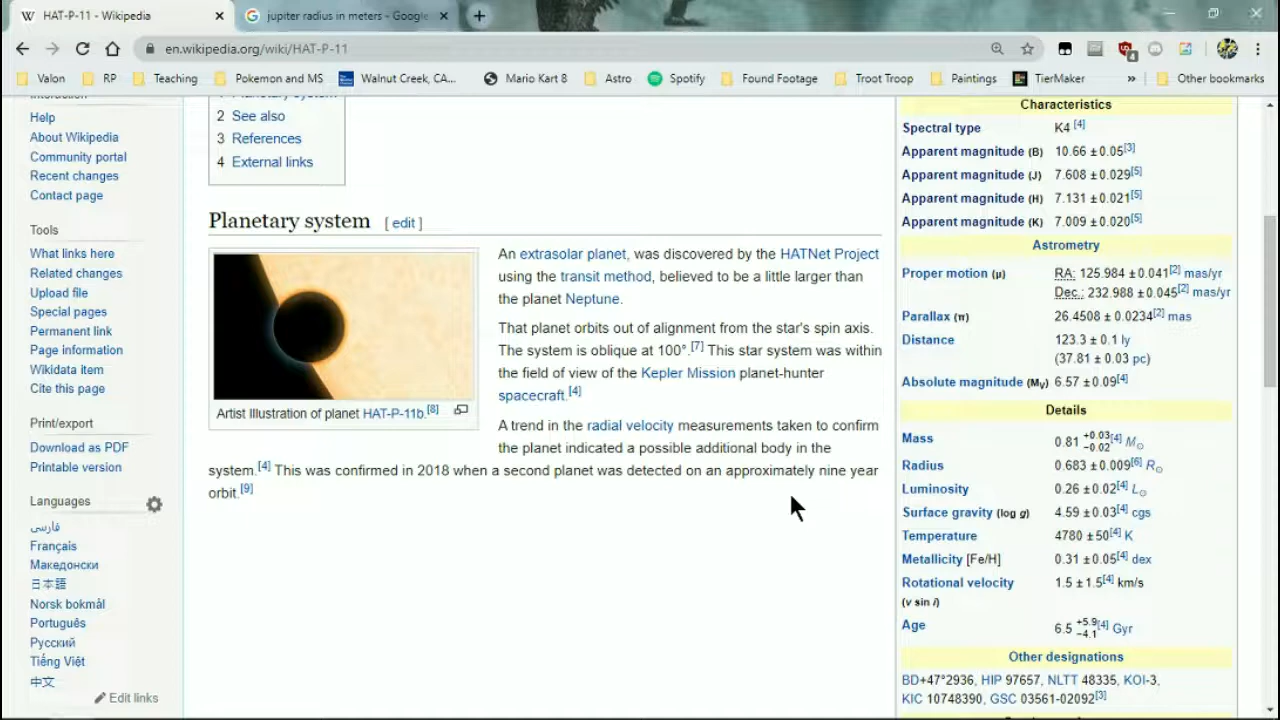 HAT-P-11 - Wikipedia
jupiter radius in meters - Google
en.wikipedia.org/wiki/HAT-P-11
4
Valon RP Teaching Pokemon and MS Walnut Creek, CA... Mario Kart 8 Astro Spotify Found Footage Troot Troop Paintings TierMaker » Other bookmarks
Interaction
Help
About Wikipedia
Community portal
Recent changes
Contact page
Tools
What links here
Related changes
Upload file
Special pages
Permanent link
Page information
Wikidata item
Cite this page
Print/export
Download as PDF
Printable version
Languages
فارسی
Français
Македонски
日本語
Norsk bokmål
Português
Русский
Tiếng Việt
中文
Edit links
1 Planetary system
2 See also
3 References
4 External links
Planetary system [ edit ]
Artist Illustration of planet HAT-P-11b.[8]
An extrasolar planet, was discovered by the HATNet Project
using the transit method, believed to be a little larger than
the planet Neptune.
That planet orbits out of alignment from the star's spin axis.
The system is oblique at 100°.[7] This star system was within
the field of view of the Kepler Mission planet-hunter
spacecraft.[4]
A trend in the radial velocity measurements taken to confirm
the planet indicated a possible additional body in the
system.[4] This was confirmed in 2018 when a second planet was detected on an approximately nine year
orbit.[9]
Characteristics
Spectral type K4 [4]
Apparent magnitude (B) 10.66 ±0.05[3]
Apparent magnitude (J) 7.608 ±0.029[5]
Apparent magnitude (H) 7.131 ±0.021[5]
Apparent magnitude (K) 7.009 ±0.020[5]
Astrometry
Proper motion (μ) RA: 125.984 ±0.041[2] mas/yr
Dec.: 232.988 ±0.045[2] mas/yr
Parallax (π) 26.4508 ± 0.0234[2] mas
Distance 123.3 ± 0.1 ly
(37.81 ± 0.03 pc)
Absolute magnitude (MV) 6.57 ±0.09[4]
Details
Mass 0.81 +0.03 −0.02[4] M☉
Radius 0.683 ±0.009[6] R☉
Luminosity 0.26 ±0.02[4] L☉
Surface gravity (log g) 4.59 ±0.03[4] cgs
Temperature 4780 ±50[4] K
Metallicity [Fe/H] 0.31 ±0.05[4] dex
Rotational velocity 1.5 ±1.5[4] km/s
(v sin i)
Age 6.5 +5.9 −4.1[4] Gyr
Other designations
BD+47°2936, HIP 97657, NLTT 48335, KOI-3,
KIC 10748390, GSC 03561-02092[3]